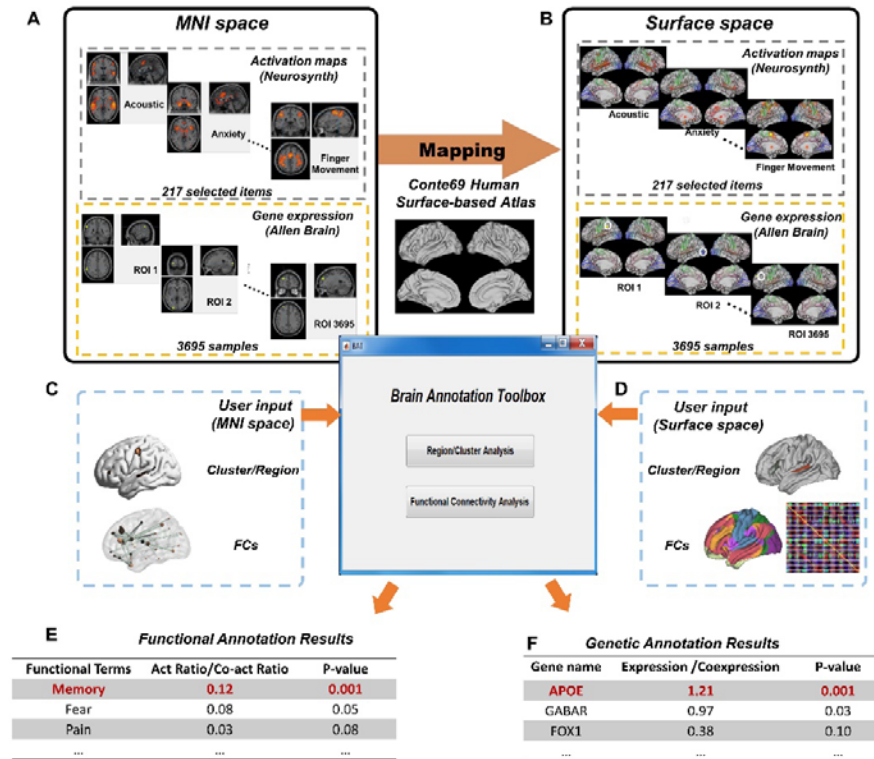 A
MNI space
Activation maps
(Neurosynth)
Acoustic
Anxiety
Finger
Movement
217 selected items
Gene expression
(Allen Brain)
ROI 1
ROI 2
ROI 3695
3695 samples
Mapping
Conte69 Human
Surface-based Atlas
B
Surface space
Activation maps
(Neurosynth)
Acoustic
Anxiety
Finger Movement
217 selected items
Gene expression
(Allen Brain)
ROI 1
ROI 2
ROI 3695
3695 samples
C
User input
(MNI space)
Cluster/Region
FCs
Brain Annotation Toolbox
Region/Cluster Analysis
Functional Connectivity Analysis
D
User input
(Surface space)
Cluster/Region
FCs
E
Functional Annotation Results
Functional Terms Act Ratio/Co-act Ratio P-value
Memory 0.12 0.001
Fear 0.08 0.05
Pain 0.03 0.08
... ... ...
F
Genetic Annotation Results
Gene name Expression /Coexpression P-value
APOE 1.21 0.001
GABAR 0.97 0.03
FOX1 0.38 0.10
... ... ...